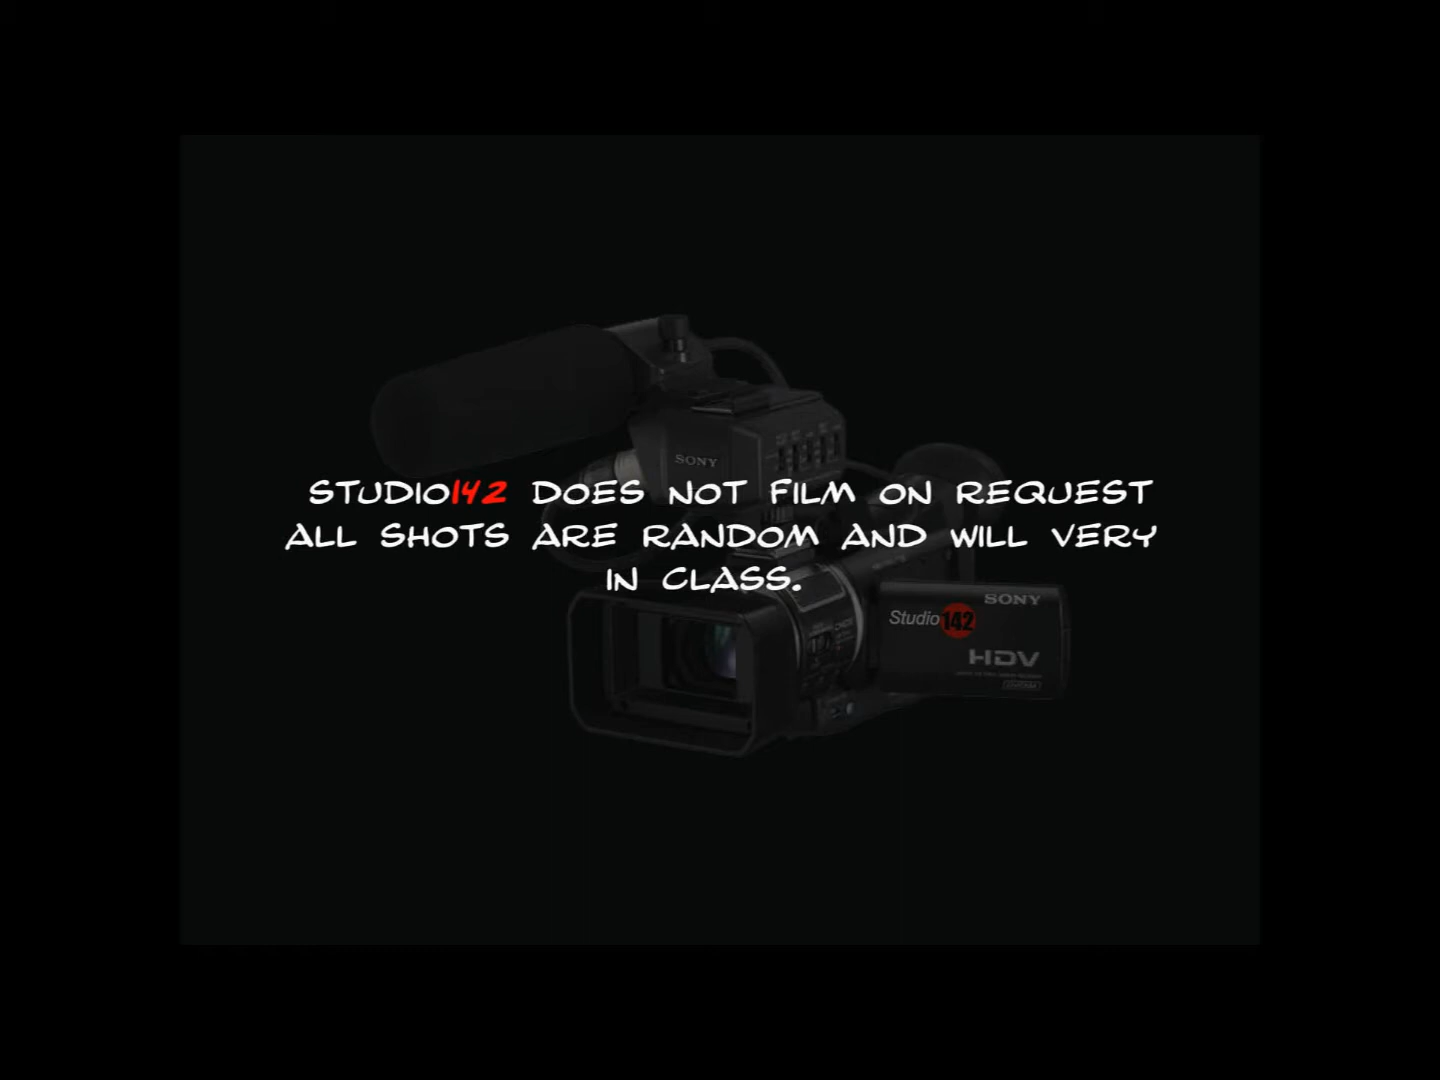 SONY
STUDIO142 DOES NOT FILM ON REQUEST
ALL SHOTS ARE RANDOM AND WILL VERY
IN CLASS.
SONY
Studio142
HDV